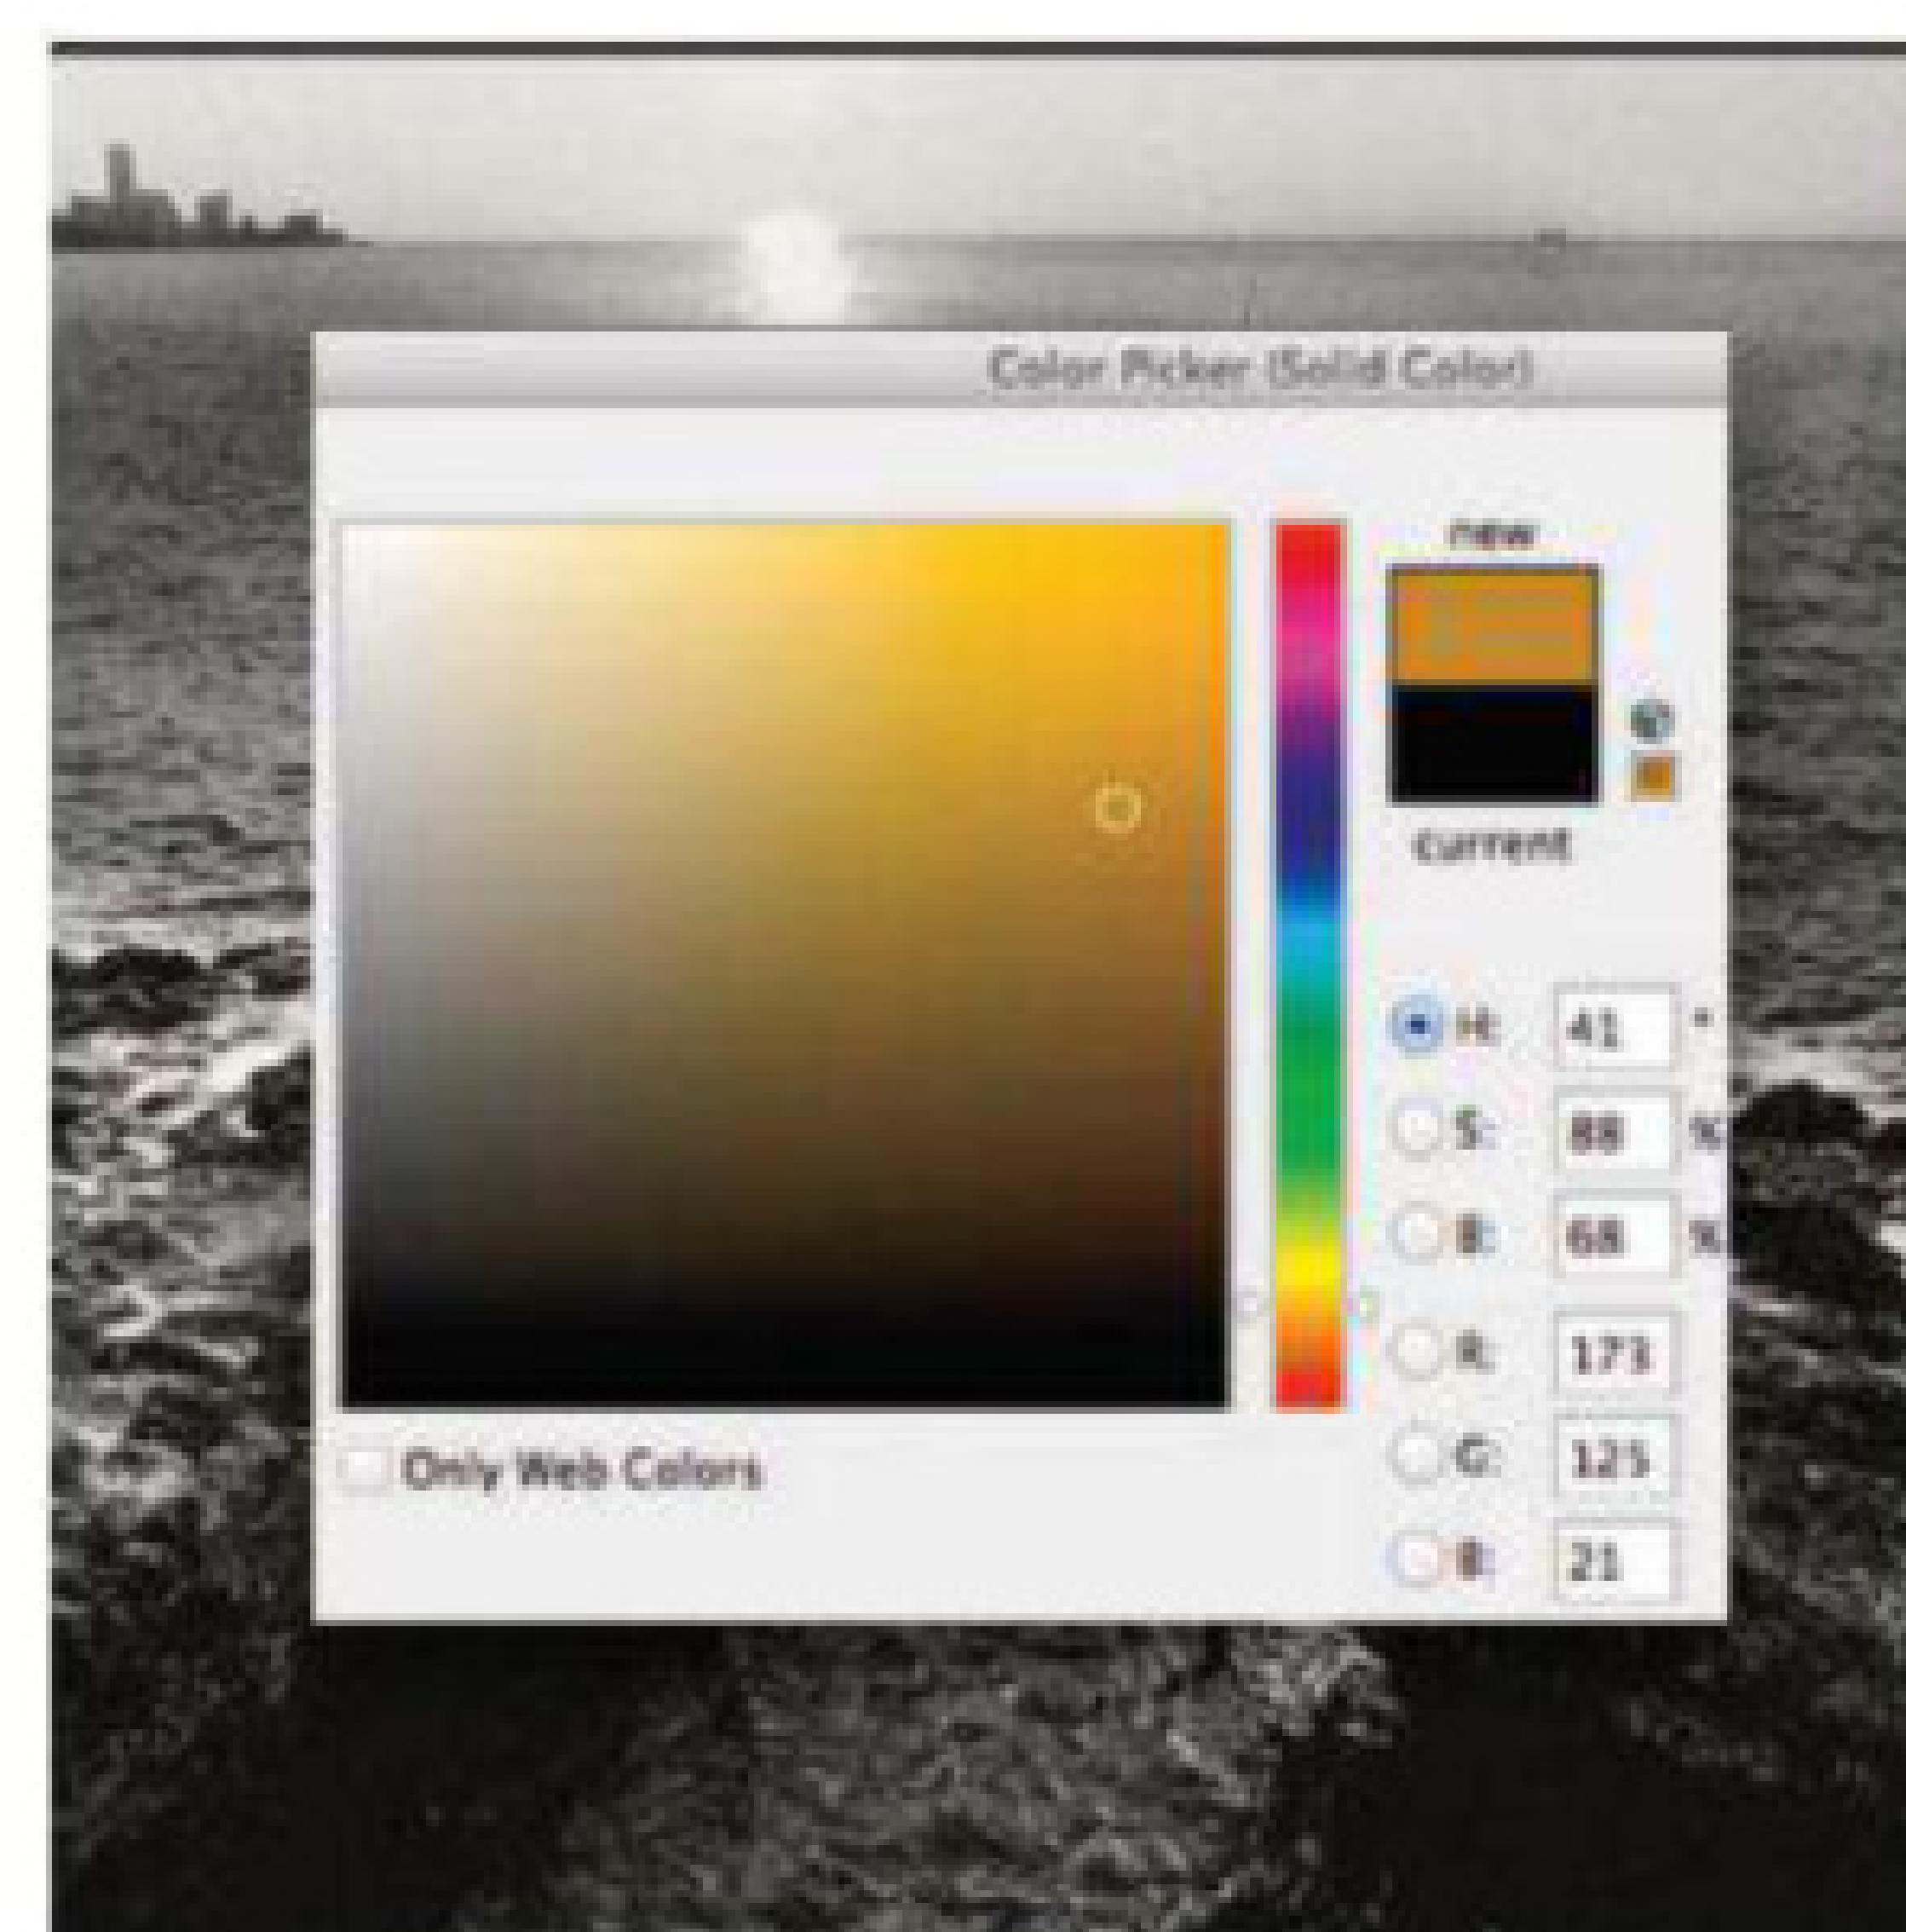 Color Picker (Solid Color)
new
current
H: 41 °
S: 88 %
B: 68 %
R: 173
G: 125
B: 21
Only Web Colors